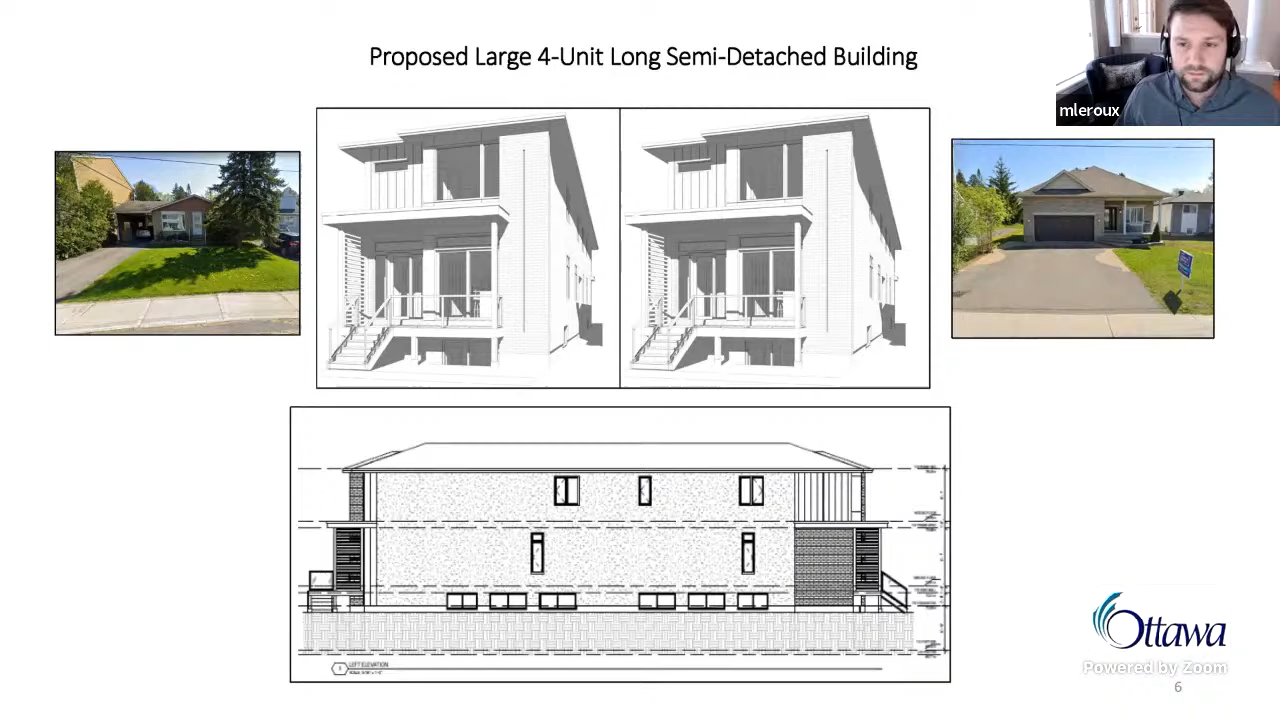 Proposed Large 4-Unit Long Semi-Detached Building
mleroux
LEFT ELEVATION
Ottawa
Powered by Zoom
6